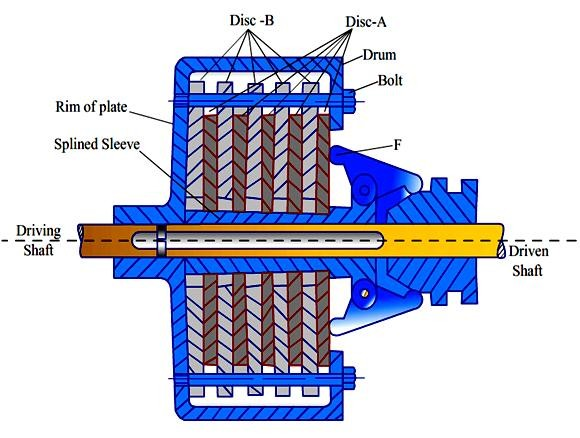 Disc -B
Disc-A
Drum
Bolt
Rim of plate
Splined Sleeve
F
Driving
Shaft
Driven
Shaft